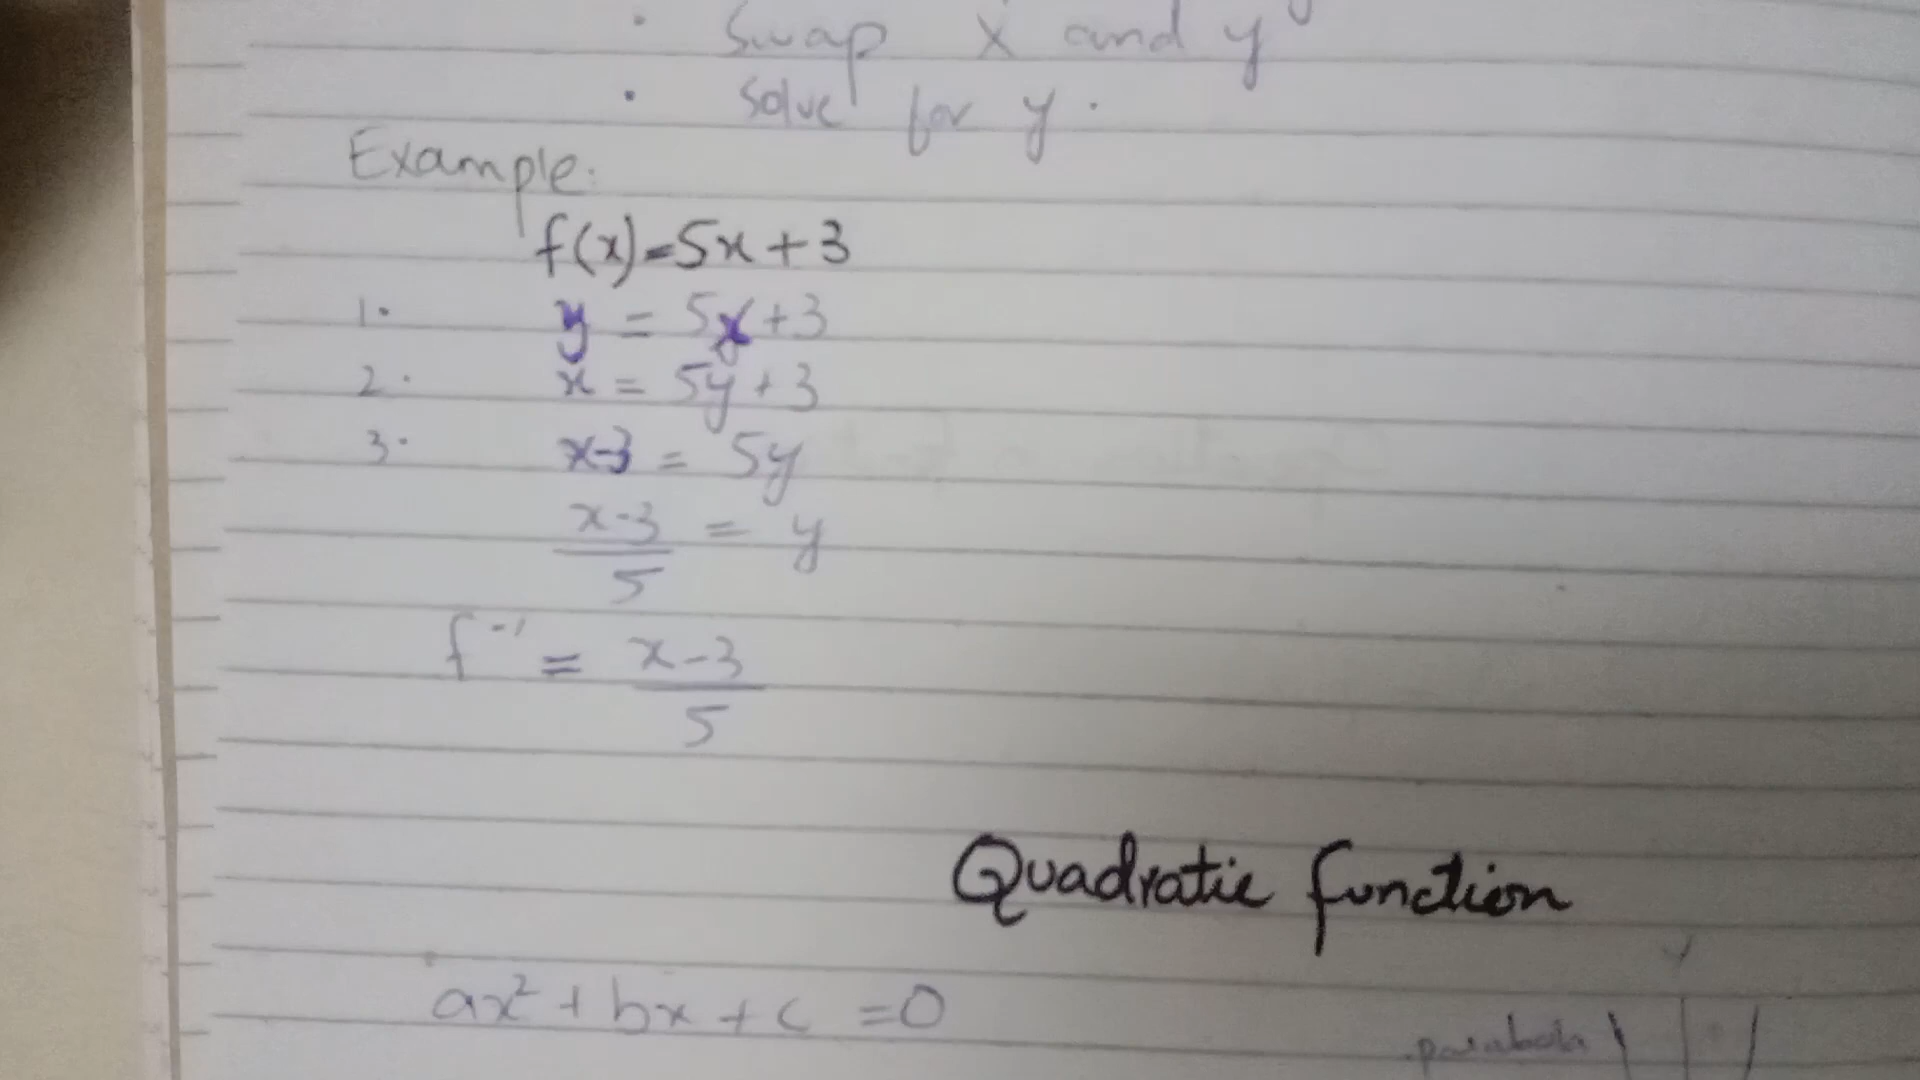 • Swap x and y
• Solve for y.
Example:
f(x)=5x+3
1. y = 5x+3
2. x = 5y+3
3. x-3 = 5y
x-3 = y
5
f⁻¹ = x-3
5
Quadratic function
ax² + bx + c =0
y
parabola